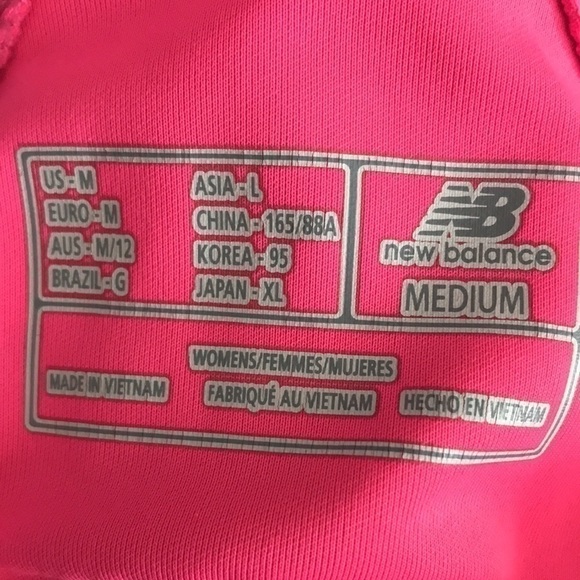 US - M
EURO - M
AUS - M/12
BRAZIL - G
ASIA - L
CHINA - 165/88A
KOREA - 95
JAPAN - XL
NB
new balance
MEDIUM
WOMENS/FEMMES/MUJERES
MADE IN VIETNAM
FABRIQUÉ AU VIETNAM
HECHO EN VIETNAM